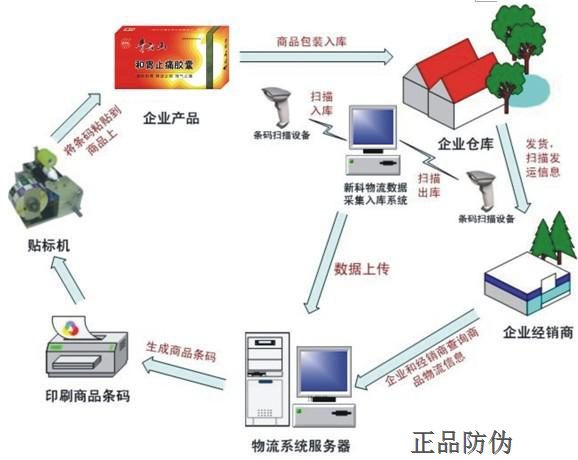 和胃止痛胶囊
企业产品
商品包装入库
扫描
入库
条码扫描设备
新科物流数据
采集入库系统
扫描
出库
条码扫描设备
企业仓库
发货,
扫描发
运信息
将条码粘贴到
商品上
贴标机
数据上传
企业经销商
生成商品条码
企业和经销商查询商
品物流信息
印刷商品条码
物流系统服务器
正品防伪